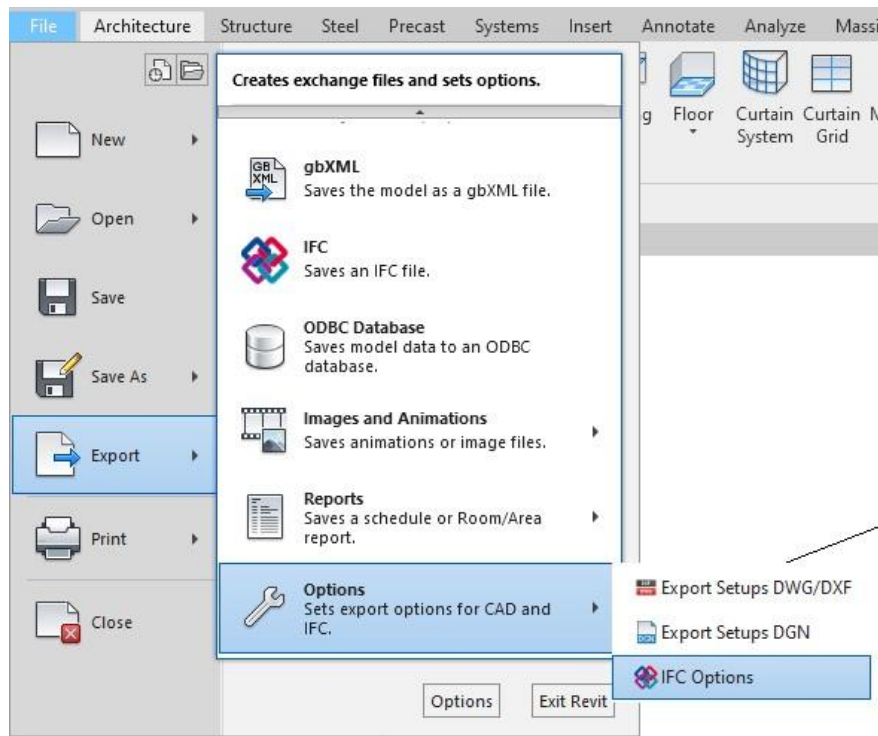 File Architecture Structure Steel Precast Systems Insert Annotate Analyze Massi
Creates exchange files and sets options.
New
Open
Save
Save As
Export
Print
Close
GB
XML
gbXML
Saves the model as a gbXML file.
IFC
Saves an IFC file.
ODBC Database
Saves model data to an ODBC
database.
Images and Animations
Saves animations or image files.
Reports
Saves a schedule or Room/Area
report.
Options
Sets export options for CAD and
IFC.
Export Setups DWG/DXF
DGN
Export Setups DGN
IFC Options
Options
Exit Revit
g
Floor
Curtain
System
Curtain
Grid